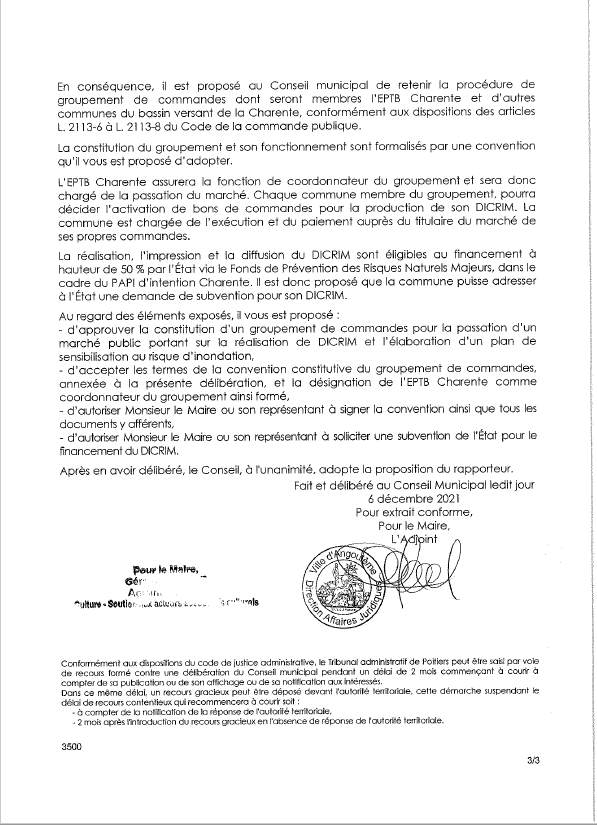 En conséquence, il est proposé au Conseil municipal de retenir la procédure de
groupement de commandes dont seront membres l'EPTB Charente et d'autres
communes du bassin versant de la Charente, conformément aux dispositions des articles
L. 2113-6 à L. 2113-8 du Code de la commande publique.
La constitution du groupement et son fonctionnement sont formalisés par une convention
qu'il vous est proposé d'adopter.
L'EPTB Charente assurera la fonction de coordonnateur du groupement et sera donc
chargé de la passation du marché. Chaque commune membre du groupement, pourra
décider l'activation de bons de commandes pour la production de son DICRIM. La
commune est chargée de l'exécution et du paiement auprès du titulaire du marché de
ses propres commandes.
La réalisation, l'impression et la diffusion du DICRIM sont éligibles au financement à
hauteur de 50 % par l'État via le Fonds de Prévention des Risques Naturels Majeurs, dans le
cadre du PAPI d'intention Charente. Il est donc proposé que la commune puisse adresser
à l'État une demande de subvention pour son DICRIM.
Au regard des éléments exposés, il vous est proposé :
- d'approuver la constitution d'un groupement de commandes pour la passation d'un
marché public portant sur la réalisation de DICRIM et l'élaboration d'un plan de
sensibilisation au risque d'inondation,
- d'accepter les termes de la convention constitutive du groupement de commandes,
annexée à la présente délibération, et la désignation de l'EPTB Charente comme
coordonnateur du groupement ainsi formé,
- d'autoriser Monsieur le Maire ou son représentant à signer la convention ainsi que tous les
documents y afférents,
- d'autoriser Monsieur le Maire ou son représentant à solliciter une subvention de l'État pour le
financement du DICRIM.
Après en avoir délibéré, le Conseil, à l'unanimité, adopte la proposition du rapporteur.
Fait et délibéré au Conseil Municipal ledit jour
6 décembre 2021
Pour extrait conforme,
Pour le Maire,
L'Adjoint
Ville d'Angoulême
Direction Affaires Juridiques
Pour le Maire,
Culture - Soutien aux acteurs culturels
Conformément aux dispositions du code de justice administrative, le Tribunal administratif de Poitiers peut être saisi par voie
de recours formé contre une délibération du Conseil municipal pendant un délai de 2 mois commençant à courir à
compter de sa publication ou de son affichage ou de sa notification aux intéressés.
Dans ce même délai, un recours gracieux peut être déposé devant l'autorité territoriale, cette démarche suspendant le
délai de recours contentieux qui recommencera à courir soit :
- à compter de la notification de la réponse de l'autorité territoriale,
- 2 mois après l'introduction du recours gracieux en l'absence de réponse de l'autorité territoriale.
3500
3/3